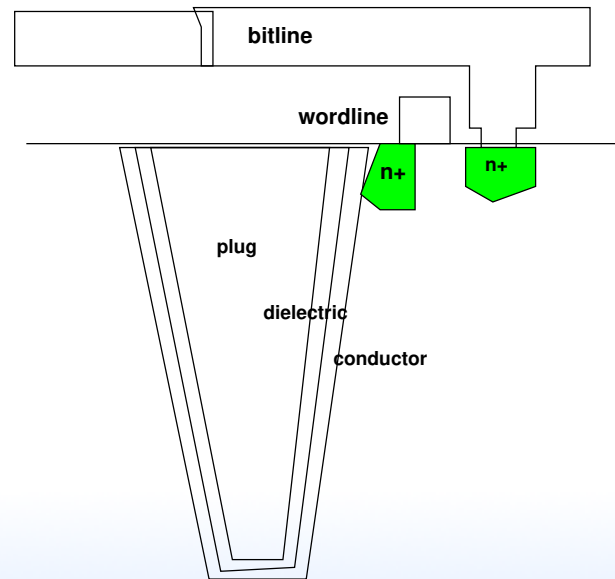 bitline
wordline
n+
n+
plug
dielectric
conductor